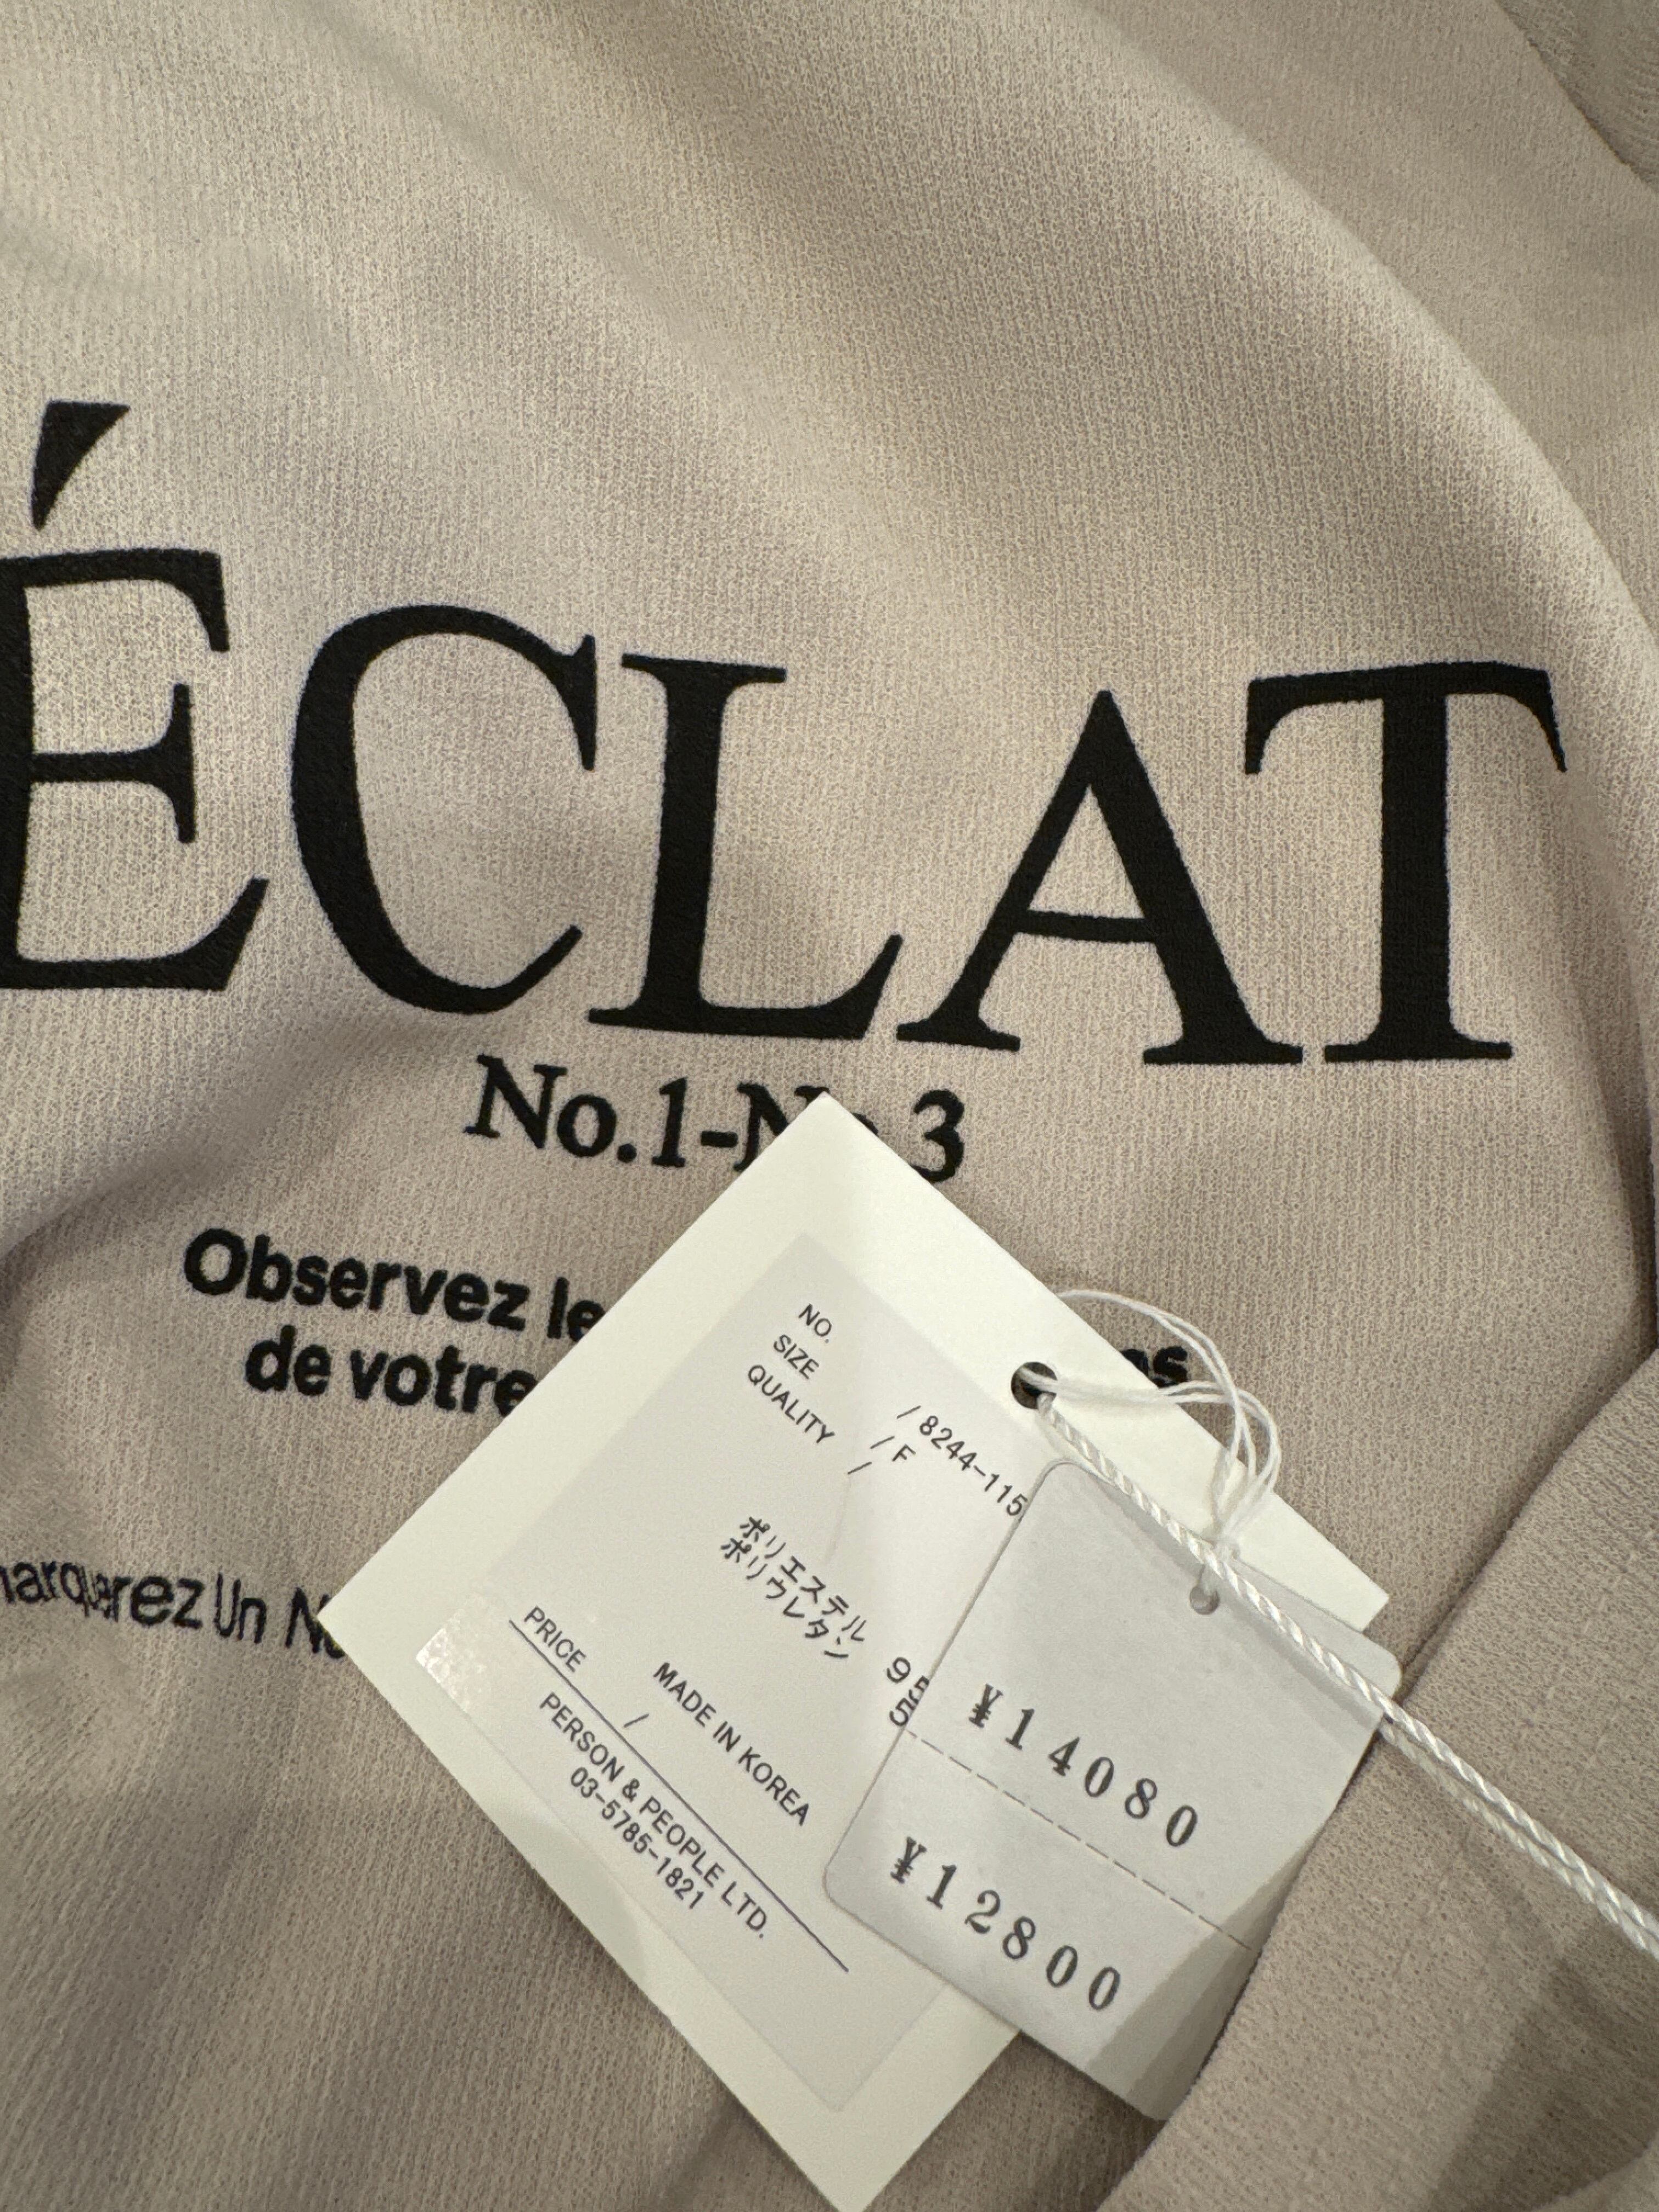 ÉCLAT
No.1-No.3
Observez le
de votre
Un
NO. / 8244-115
SIZE / F
QUALITY /
ポリエステル 95
ポリウレタン 5
MADE IN KOREA
PRICE /
PERSON & PEOPLE LTD.
03-5785-1821
¥14080
¥12800